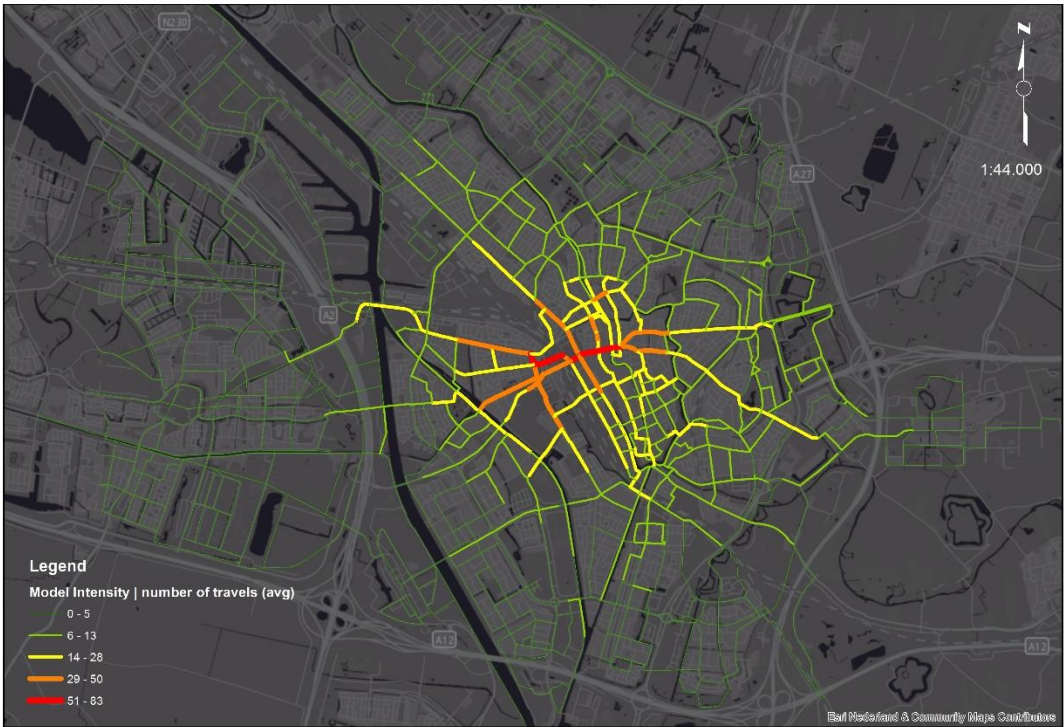 N230
N
1:44.000
A27
A2
Legend
Model Intensity | number of travels (avg)
0 - 5
6 - 13
14 - 28
29 - 50
51 - 83
A12
A12
Esri Nederland & Community Maps Contributors